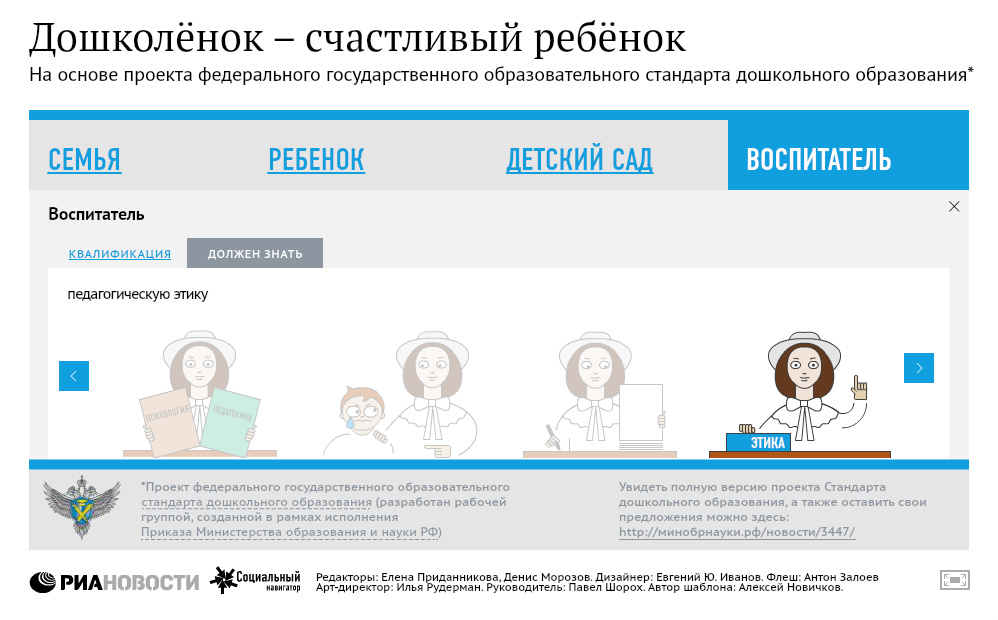 Дошколёнок – счастливый ребёнок
На основе проекта федерального государственного образовательного стандарта дошкольного образования*
СЕМЬЯ
РЕБЕНОК
ДЕТСКИЙ САД
ВОСПИТАТЕЛЬ
Воспитатель
КВАЛИФИКАЦИЯ
ДОЛЖЕН ЗНАТЬ
педагогическую этику
ПСИХОЛОГИЯ
ПЕДАГОГИКА
ЭТИКА
*Проект федерального государственного образовательного
стандарта дошкольного образования (разработан рабочей
группой, созданной в рамках исполнения
Приказа Министерства образования и науки РФ)
Увидеть полную версию проекта Стандарта
дошкольного образования, а также оставить свои
предложения можно здесь:
http://минобрнауки.рф/новости/3447/
РИАНОВОСТИ
Социальный
навигатор
Редакторы: Елена Приданникова, Денис Морозов. Дизайнер: Евгений Ю. Иванов. Флеш: Антон Залоев
Арт-директор: Илья Рудерман. Руководитель: Павел Шорох. Автор шаблона: Алексей Новичков.